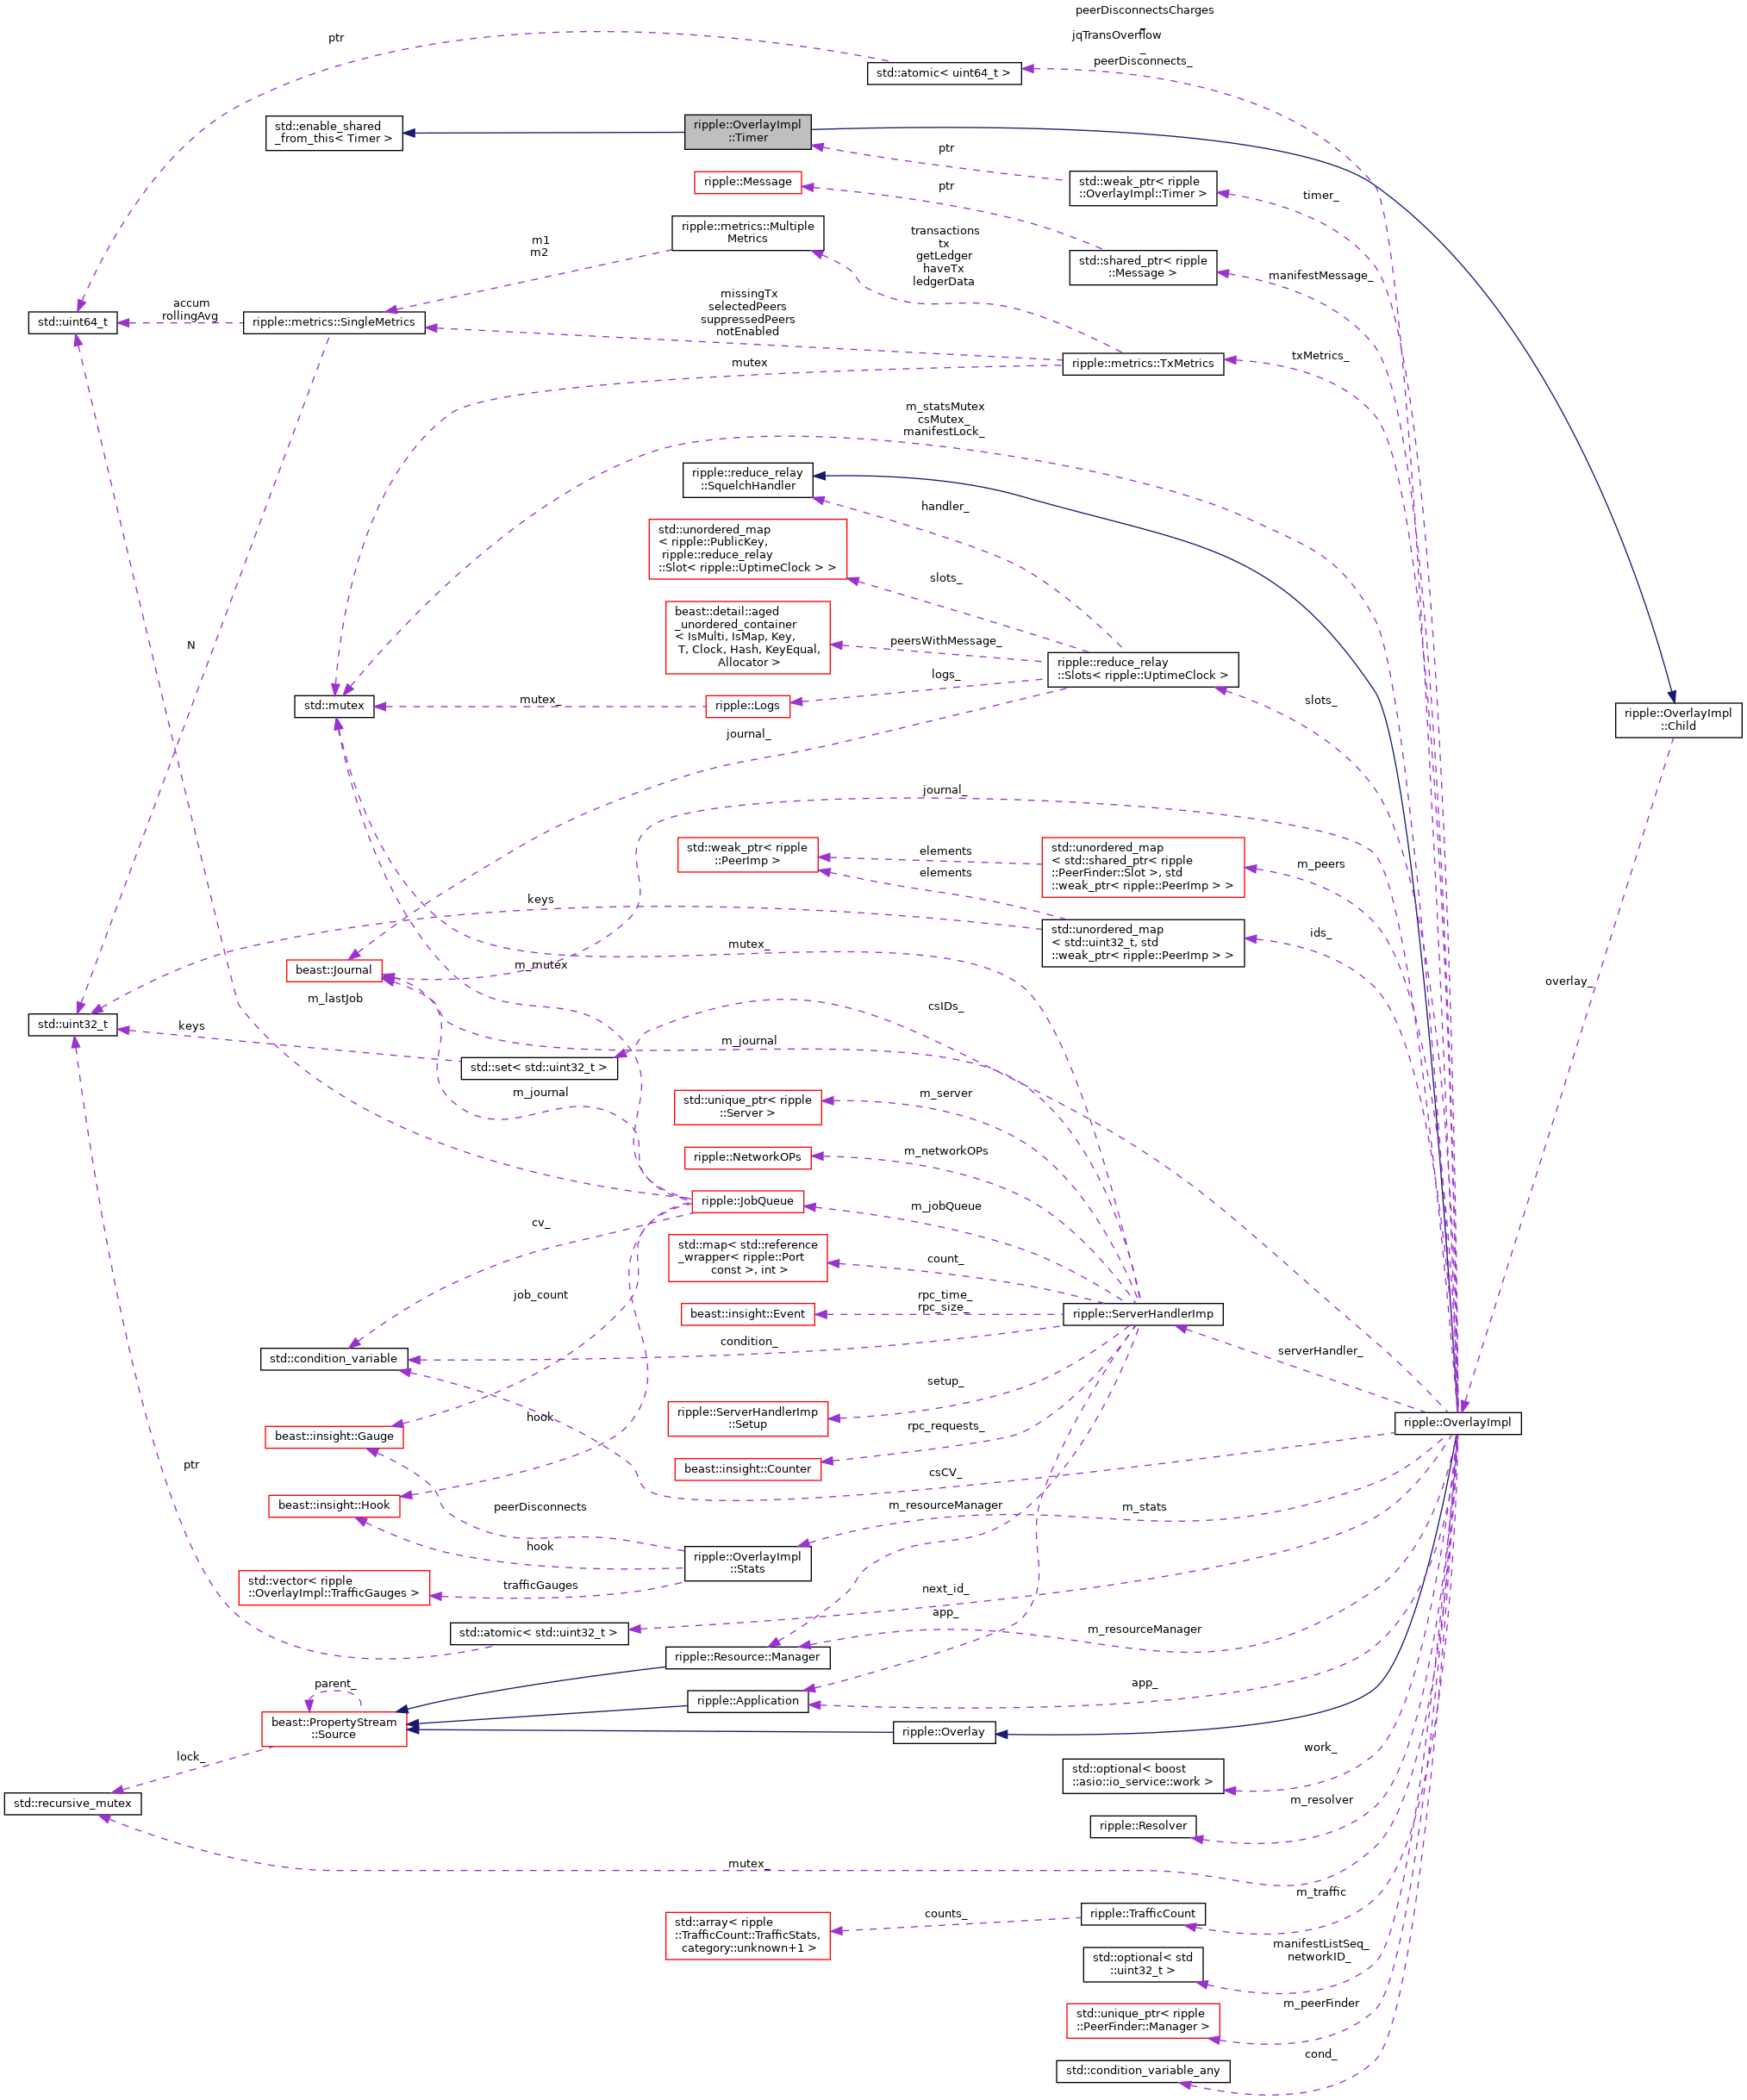 peerDisconnectsCharges
_
jqTransOverflow
_
peerDisconnects_
ptr
std::atomic< uint64_t >
std::enable_shared
_from_this< Timer >
ripple::OverlayImpl
::Timer
ptr
ripple::Message
ptr
std::weak_ptr< ripple
::OverlayImpl::Timer >
timer_
ripple::metrics::Multiple
Metrics
m1
m2
transactions
tx
getLedger
haveTx
ledgerData
std::shared_ptr< ripple
::Message >
manifestMessage_
std::uint64_t
accum
rollingAvg
ripple::metrics::SingleMetrics
missingTx
selectedPeers
suppressedPeers
notEnabled
ripple::metrics::TxMetrics
txMetrics_
mutex
m_statsMutex
csMutex_
manifestLock_
ripple::reduce_relay
::SquelchHandler
handler_
std::unordered_map
< ripple::PublicKey,
ripple::reduce_relay
::Slot< ripple::UptimeClock > >
slots_
beast::detail::aged
_unordered_container
< IsMulti, IsMap, Key,
T, Clock, Hash, KeyEqual,
Allocator >
peersWithMessage_
N
ripple::reduce_relay
::Slots< ripple::UptimeClock >
logs_
slots_
std::mutex
mutex_
ripple::Logs
journal_
ripple::OverlayImpl
::Child
journal_
std::weak_ptr< ripple
::PeerImp >
elements
elements
std::unordered_map
< std::shared_ptr< ripple
::PeerFinder::Slot >, std
::weak_ptr< ripple::PeerImp > >
m_peers
keys
std::unordered_map
< std::uint32_t, std
::weak_ptr< ripple::PeerImp > >
ids_
mutex_
beast::Journal
m_mutex
overlay_
m_lastJob
csIDs_
std::uint32_t
keys
m_journal
std::set< std::uint32_t >
m_journal
std::unique_ptr< ripple
::Server >
m_server
ripple::NetworkOPs
m_networkOPs
ripple::JobQueue
m_jobQueue
cv_
std::map< std::reference
_wrapper< ripple::Port
const >, int >
count_
job_count
beast::insight::Event
rpc_time_
rpc_size_
ripple::ServerHandlerImp
condition_
serverHandler_
std::condition_variable
setup_
ripple::ServerHandlerImp
::Setup
hook
rpc_requests_
ripple::OverlayImpl
beast::insight::Gauge
beast::insight::Counter
csCV_
ptr
beast::insight::Hook
peerDisconnects
m_resourceManager
m_stats
hook
ripple::OverlayImpl
::Stats
std::vector< ripple
::OverlayImpl::TrafficGauges >
trafficGauges
next_id_
app_
std::atomic< std::uint32_t >
m_resourceManager
ripple::Resource::Manager
parent_
ripple::Application
app_
beast::PropertyStream
::Source
ripple::Overlay
lock_
work_
std::optional< boost
::asio::io_service::work >
std::recursive_mutex
m_resolver
ripple::Resolver
mutex_
m_traffic
ripple::TrafficCount
counts_
std::array< ripple
::TrafficCount::TrafficStats,
category::unknown+1 >
manifestListSeq_
networkID_
std::optional< std
::uint32_t >
m_peerFinder
std::unique_ptr< ripple
::PeerFinder::Manager >
cond_
std::condition_variable_any